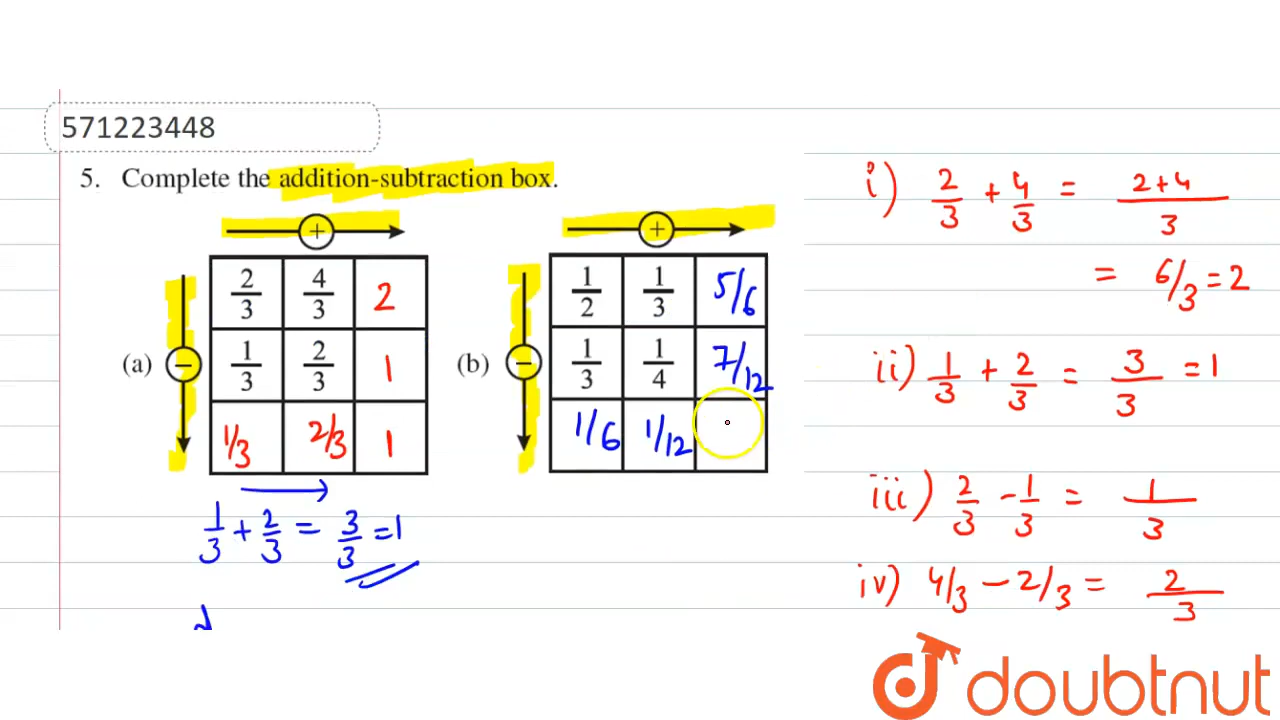 571223448
5. Complete the addition-subtraction box.
+ +
2/3 4/3 2
(a) − 1/3 2/3 1
1/3 2/3 1
1/2 1/3 5/6
(b) − 1/3 1/4 7/12
1/6 1/12
1/3 + 2/3 = 3/3 = 1
i) 2/3 + 4/3 = 2+4/3
= 6/3 = 2
ii) 1/3 + 2/3 = 3/3 = 1
iii) 2/3 - 1/3 = 1/3
iv) 4/3 - 2/3 = 2/3
doubtnut